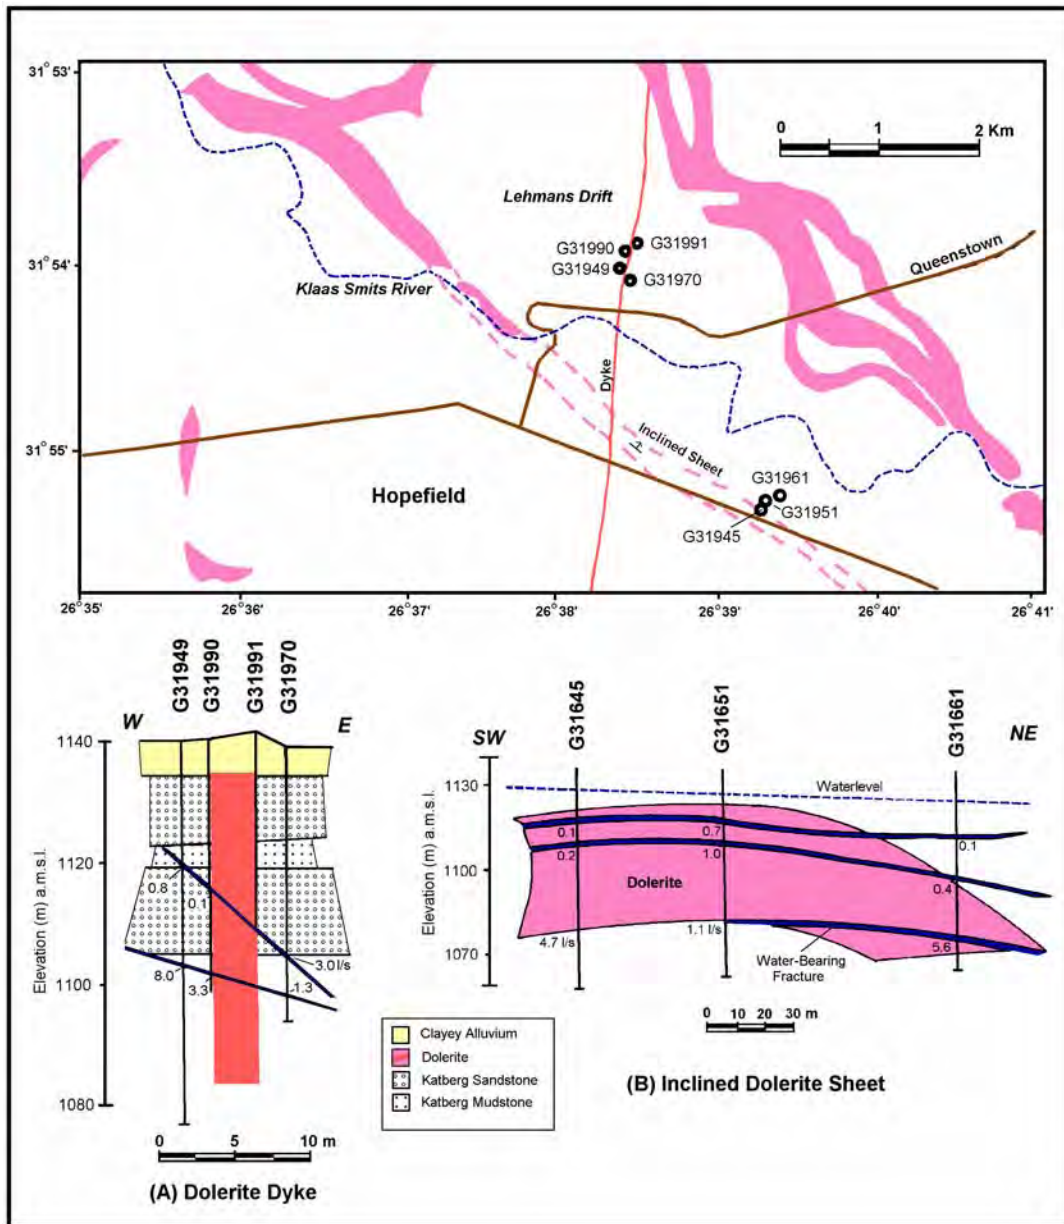 31° 53'
0 1 2 Km
Lehmans Drift
G31990
G31991
31° 54'
G31949
G31970
Queenstown
Klaas Smits River
Dyke
Inclined Sheet
31° 55'
Hopefield
G31961
G31951
G31945
26° 35' 26° 36' 26° 37' 26° 38' 26° 39' 26° 40' 26° 41'
G31949
G31990
G31991
G31970
W E
Elevation (m) a.m.s.l.
1140
1120
1100
1080
0.8
0.1
8.0
3.3
3.0 l/s
1.3
0 5 10 m
(A) Dolerite Dyke
Clayey Alluvium
Dolerite
Katberg Sandstone
Katberg Mudstone
G31645
G31651
G31661
SW NE
Elevation (m) a.m.s.l.
1130
1100
1070
Waterlevel
0.1 0.7 0.1
0.2 1.0 0.4
Dolerite
4.7 l/s 1.1 l/s 5.6
Water-Bearing
Fracture
0 10 20 30 m
(B) Inclined Dolerite Sheet